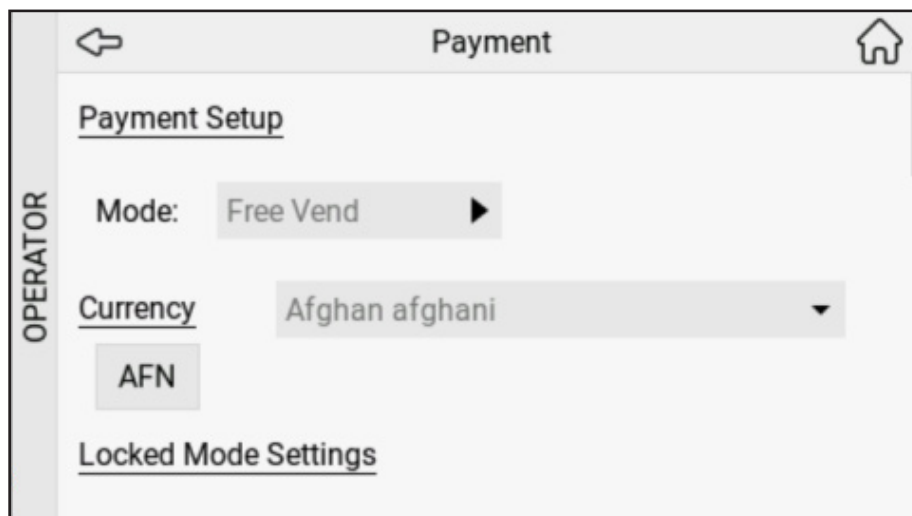 Payment
OPERATOR
Payment Setup
Mode: Free Vend
Currency Afghan afghani
AFN
Locked Mode Settings